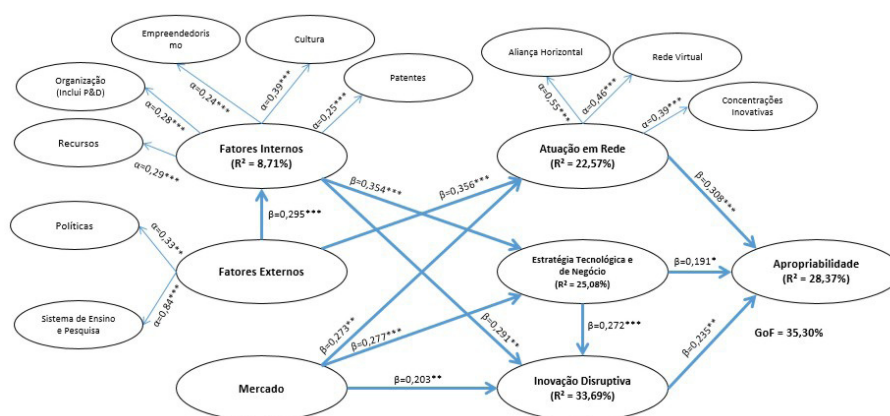 Empreendedoris
mo
Cultura
Aliança Horizontal
Rede Virtual
Organização
(Inclui P&D)
Patentes
Concentrações
Inovativas
Recursos
α=0,29***
α=0,28***
α=0,24***
α=0,39***
α=0,25***
α=0,55***
α=0,46***
α=0,39***
Fatores Internos
(R² = 8,71%)
Atuação em Rede
(R² = 22,57%)
β=0,354***
β=0,356***
β=0,308***
β=0,295***
Políticas
α=0,33**
α=0,84***
Sistema de Ensino
e Pesquisa
Fatores Externos
Estratégia Tecnológica e
de Negócio
(R² = 25,08%)
β=0,191*
Apropriabilidade
(R² = 28,37%)
β=0,273**
β=0,277***
β=0,291**
β=0,272***
β=0,235**
GoF = 35,30%
Mercado
β=0,203**
Inovação Disruptiva
(R² = 33,69%)